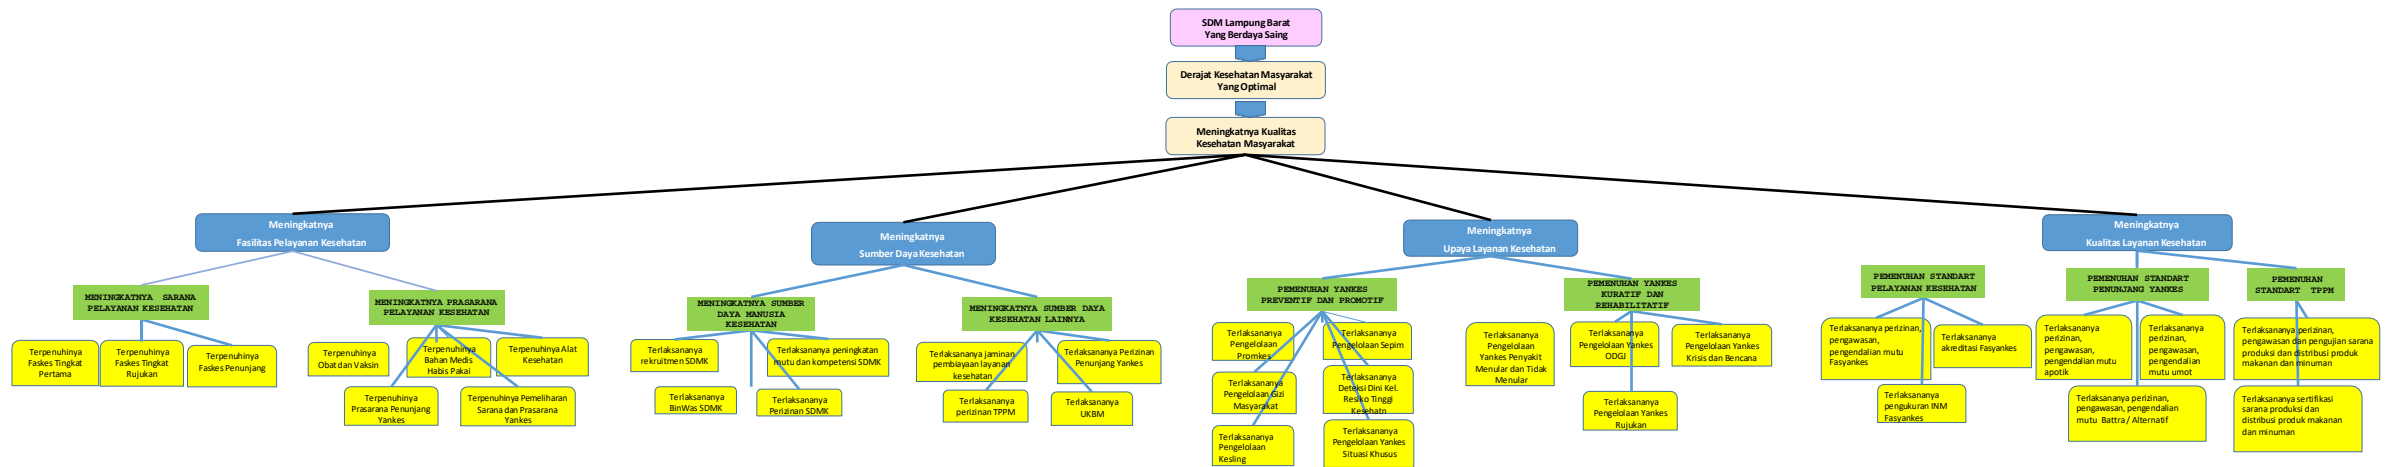 SDM Lampung Barat
Yang Berdaya Saing
Derajat Kesehatan Masyarakat
Yang Optimal
Meningkatnya Kualitas
Kesehatan Masyarakat
Meningkatnya
Fasilitas Pelayanan Kesehatan
Meningkatnya
Sumber Daya Kesehatan
Meningkatnya
Upaya Layanan Kesehatan
Meningkatnya
Kualitas Layanan Kesehatan
MENINGKATNYA SARANA
PELAYANAN KESEHATAN
MENINGKATNYA PRASARANA
PELAYANAN KESEHATAN
MENINGKATNYA SUMBER
DAYA MANUSIA
KESEHATAN
MENINGKATNYA SUMBER DAYA
KESEHATAN LAINNYA
PEMENUHAN YANKES
PREVENTIF DAN PROMOTIF
PEMENUHAN YANKES
KURATIF DAN
REHABILITATIF
PEMENUHAN STANDART
PELAYANAN KESEHATAN
PEMENUHAN STANDART
PENUNJANG YANKES
PEMENUHAN
STANDART TPPM
Terpenuhinya
Faskes Tingkat
Pertama
Terpenuhinya
Faskes Tingkat
Rujukan
Terpenuhinya
Faskes Penunjang
Terpenuhinya
Obat dan Vaksin
Terpenuhinya
Bahan Medis
Habis Pakai
Terpenuhinya Alat
Kesehatan
Terpenuhinya
Prasarana Penunjang
Yankes
Terpenuhinya Pemeliharan
Sarana dan Prasarana
Yankes
Terlaksananya
rekruitmen SDMK
Terlaksananya peningkatan
mutu dan kompetensi SDMK
Terlaksananya
BinWas SDMK
Terlaksananya
Perizinan SDMK
Terlaksananya jaminan
pembiayaan layanan
kesehatan
Terlaksananya Perizinan
Penunjang Yankes
Terlaksananya
perizinan TPPM
Terlaksananya
UKBM
Terlaksananya
Pengelolaan
Promkes
Terlaksananya
Pengelolaan Sepim
Terlaksananya
Pengelolaan Gizi
Masyarakat
Terlaksananya
Deteksi Dini Kel.
Resiko Tinggi
Kesehatn
Terlaksananya
Pengelolaan
Kesling
Terlaksananya
Pengelolaan Yankes
Situasi Khusus
Terlaksananya
Pengelolaan
Yankes Penyakit
Menular dan Tidak
Menular
Terlaksananya
Pengelolaan Yankes
ODGJ
Terlaksananya
Pengelolaan Yankes
Krisis dan Bencana
Terlaksananya
Pengelolaan Yankes
Rujukan
Terlaksananya perizinan,
pengawasan,
pengendalian mutu
Fasyankes
Terlaksananya
akreditasi Fasyankes
Terlaksananya
pengukuran INM
Fasyankes
Terlaksananya
perizinan,
pengawasan,
pengendalian mutu
apotik
Terlaksananya
perizinan,
pengawasan,
pengendalian
mutu umot
Terlaksananya perizinan,
pengawasan, pengendalian
mutu Battra / Alternatif
Terlaksananya perizinan,
pengawasan dan pengujian sarana
produksi dan distribusi produk
makanan dan minuman
Terlaksananya sertifikasi
sarana produksi dan
distribusi produk makanan
dan minuman